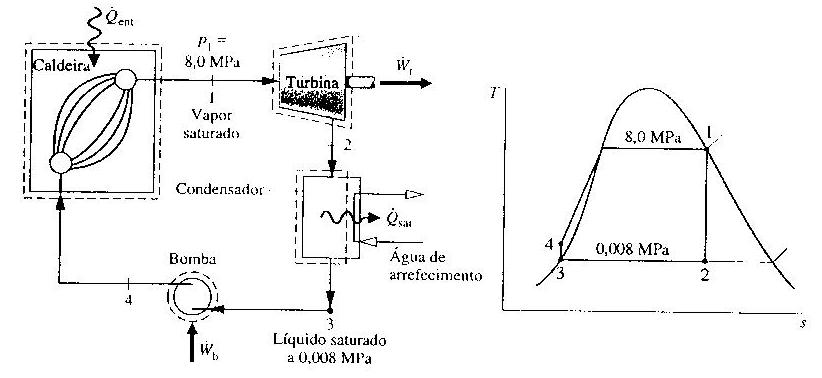 Q̇ent
p1 =
8,0 MPa
Caldeira
1
Vapor
saturado
Turbina
Ẇt
2
Condensador
Q̇saí
Água de
arrefecimento
Bomba
4
3
Ẇb
Líquido saturado
a 0,008 MPa
T
8,0 MPa
1
4
0,008 MPa
3
2
s